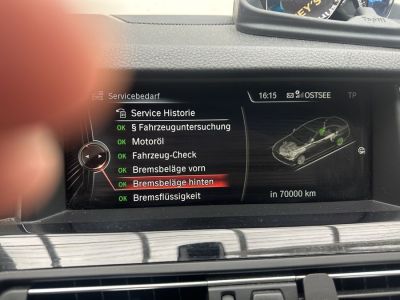 Servicebedarf
16:15 OSTSEE TP
Service Historie
OK § Fahrzeuguntersuchung
OK Motoröl
OK Fahrzeug-Check
OK Bremsbeläge vorn
OK Bremsbeläge hinten
OK Bremsflüssigkeit
in 70000 km